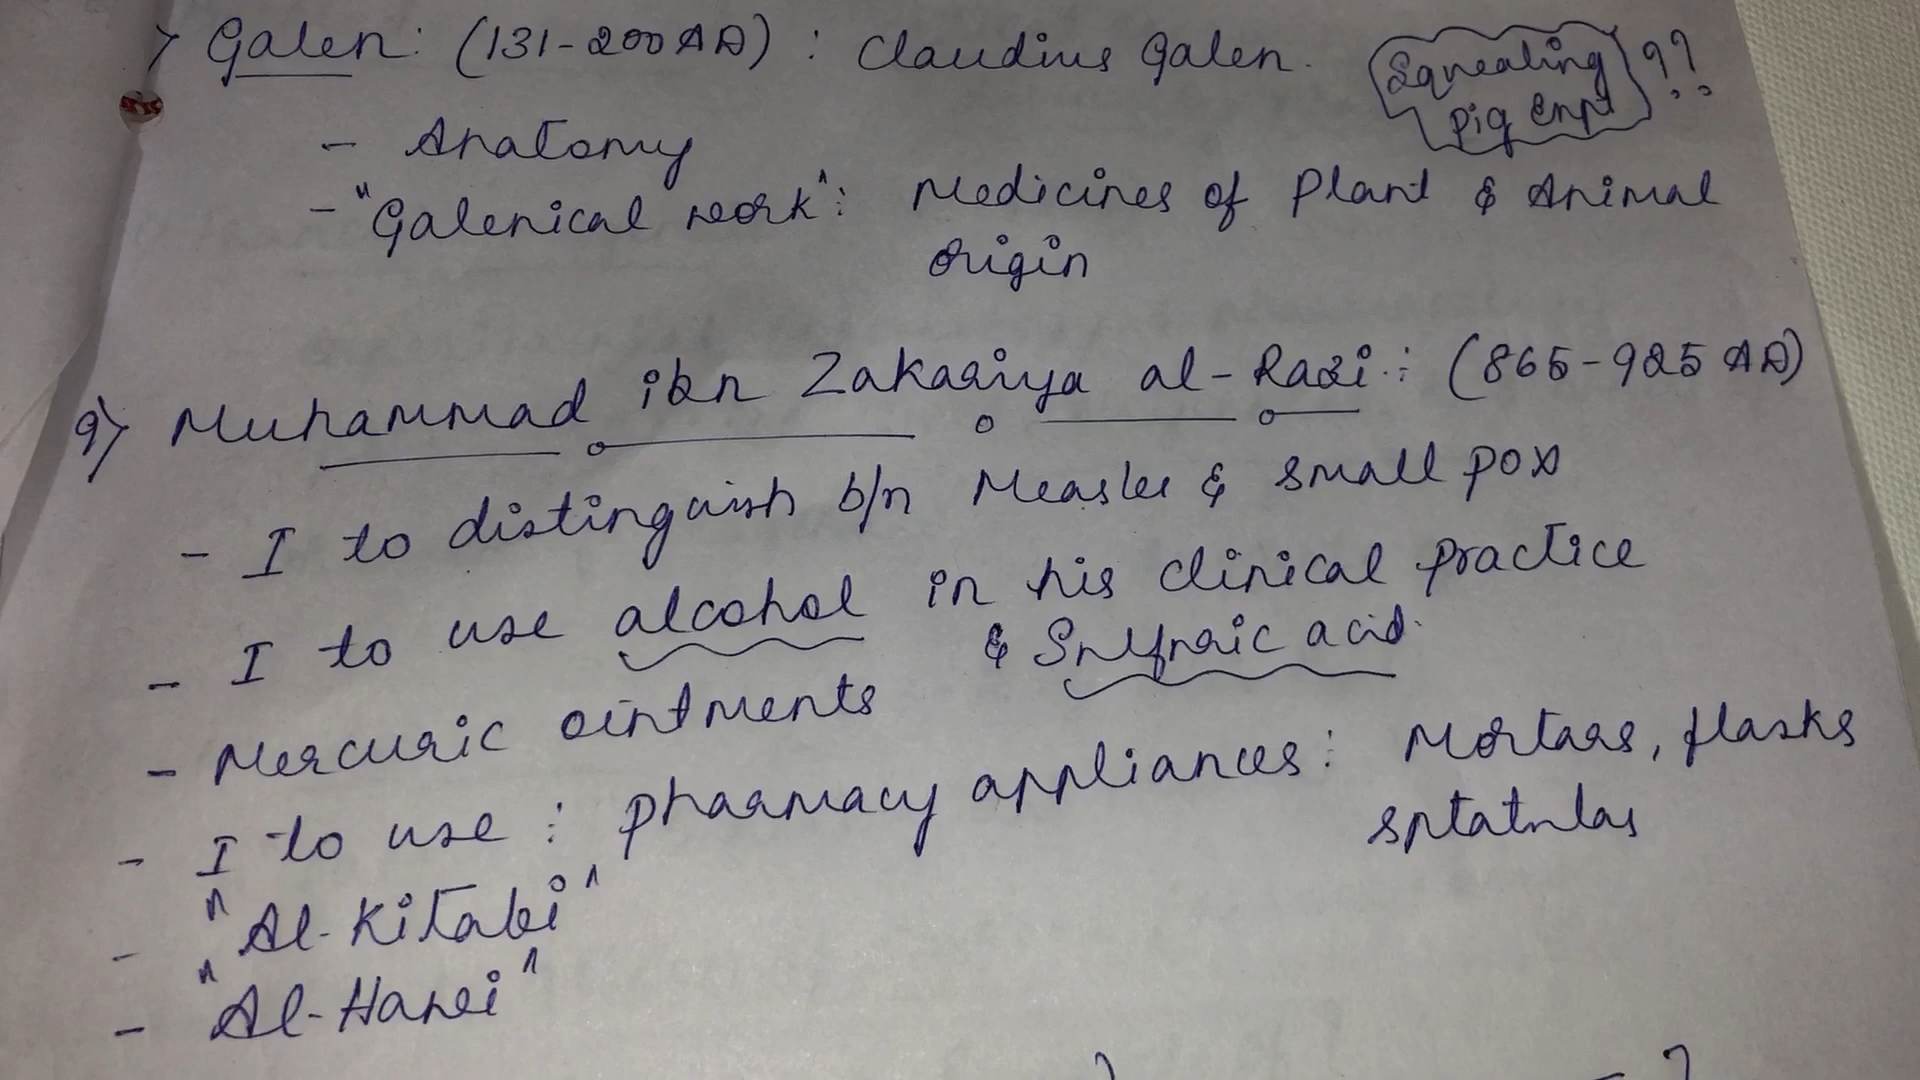 > Galen: (131-200 AD): Claudius Galen. Squealing Pig Expt ??
- Anatomy
- "Galenical work": Medicines of Plant & Animal
origin
9> Muhammad ibn Zakariya al-Razi: (865-925 AD)
- I to distinguish b/n Measles & small pox
- I to use alcohol in his clinical practice
& Sulfuric acid.
- Mercuric ointments
- I to use: pharmacy appliances: Mortars, flasks
sptatulas
- "Al-Kitabi"
- "Al-Hawi"